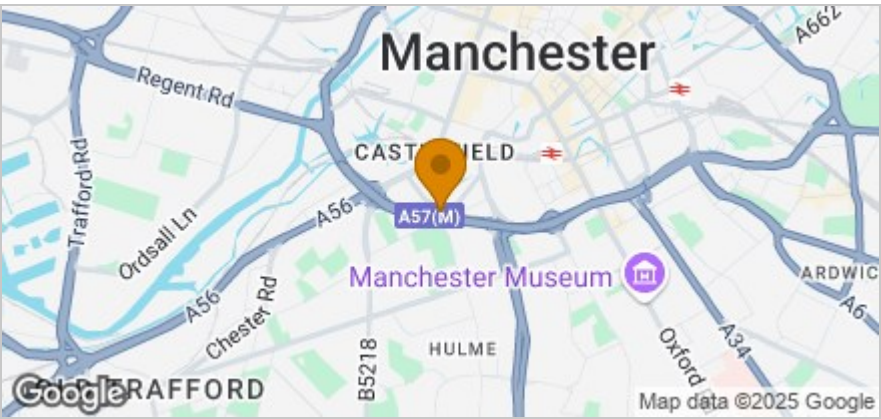 A662
Manchester
Regent Rd
Trafford Rd
CASTLEFIELD
A57(M)
A56
Ordsall Ln
Manchester Museum
ARDWIC
A6
A56
Chester Rd
B5218
HULME
Oxford
A34
Google
TRAFFORD
Map data ©2025 Google